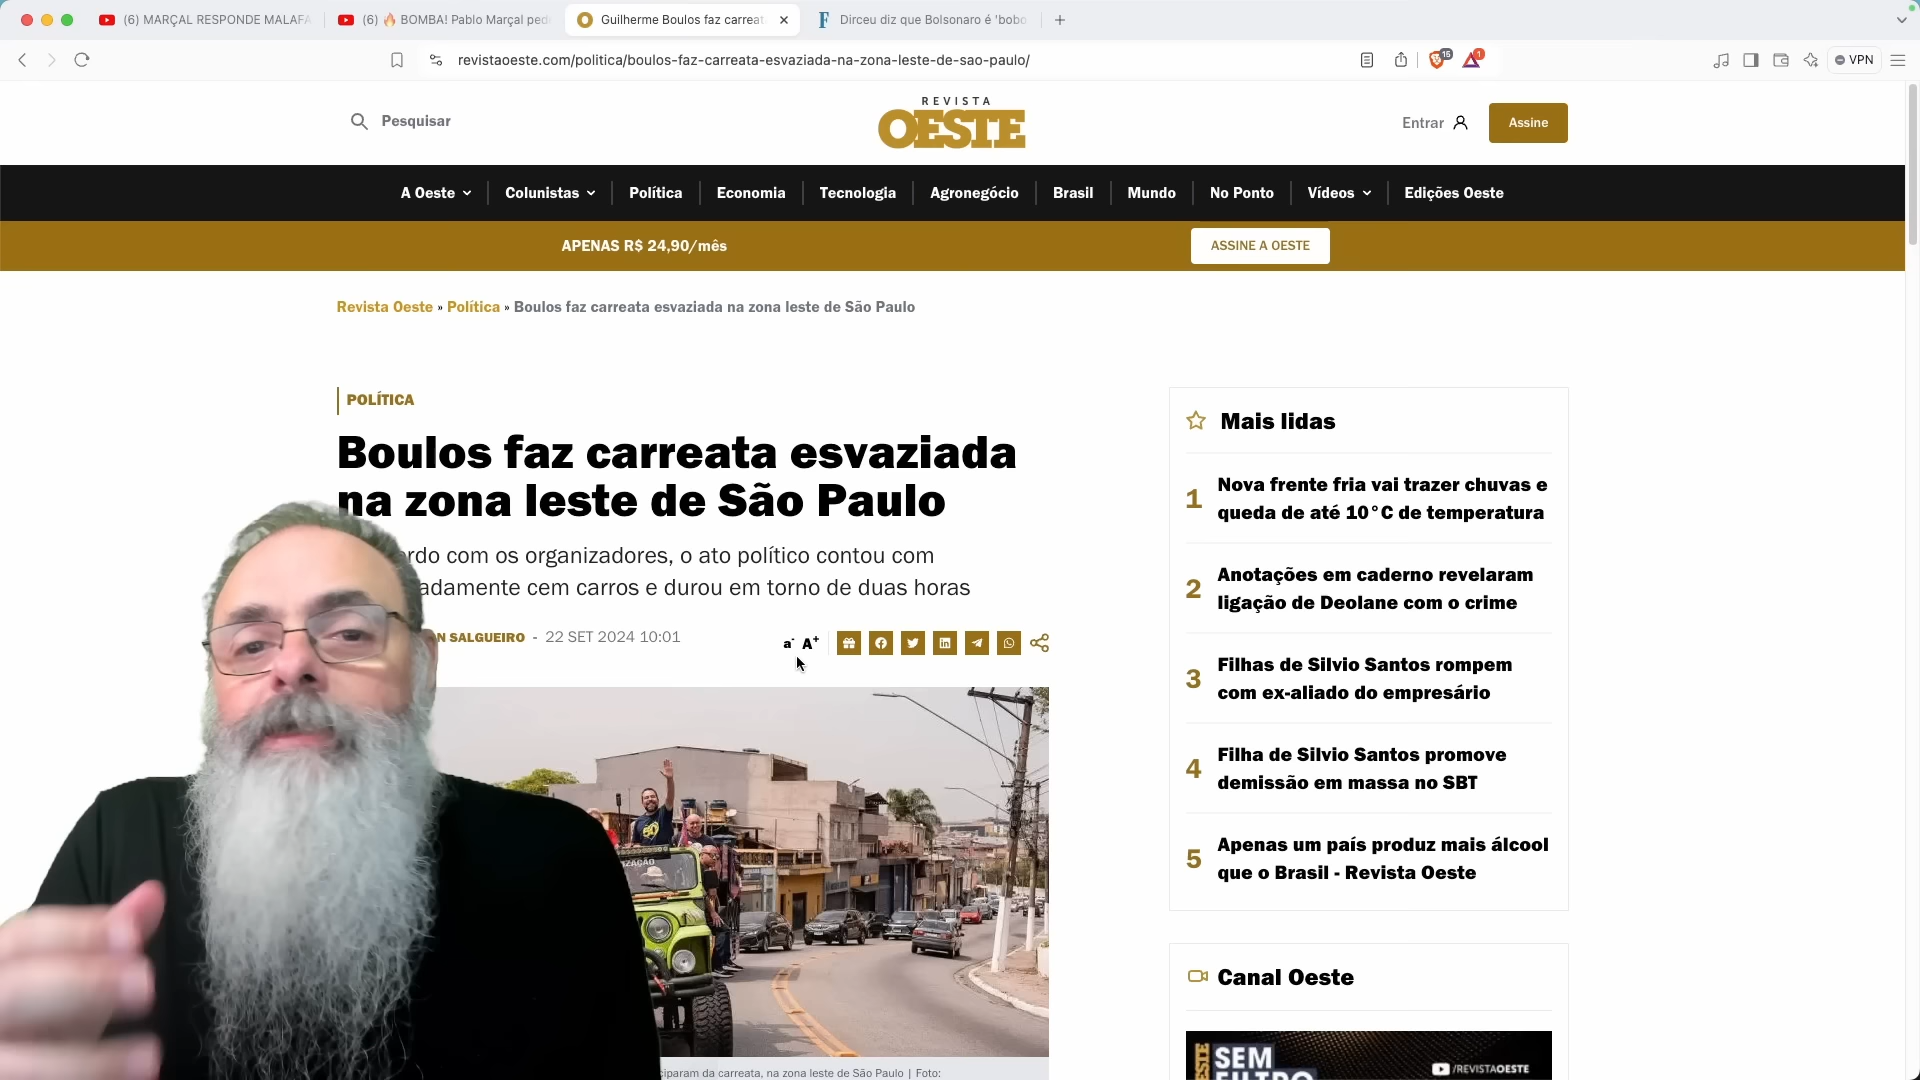 (6) MARÇAL RESPONDE MALAFA
(6) 🔥 BOMBA! Pablo Marçal ped
Guilherme Boulos faz carreat
Dirceu diz que Bolsonaro é 'bobo
revistaoeste.com/politica/boulos-faz-carreata-esvaziada-na-zona-leste-de-sao-paulo/
15
1
VPN
Pesquisar
REVISTA
OESTE
Entrar
Assine
A Oeste
Colunistas
Política
Economia
Tecnologia
Agronegócio
Brasil
Mundo
No Ponto
Vídeos
Edições Oeste
APENAS R$ 24,90/mês
ASSINE A OESTE
Revista Oeste » Política » Boulos faz carreata esvaziada na zona leste de São Paulo
POLÍTICA
Boulos faz carreata esvaziada
na zona leste de São Paulo
rdo com os organizadores, o ato político contou com
adamente cem carros e durou em torno de duas horas
N SALGUEIRO - 22 SET 2024 10:01
a- A+
ZAÇÃO
50
ciparam da carreata, na zona leste de São Paulo | Foto:
Mais lidas
1
Nova frente fria vai trazer chuvas e
queda de até 10°C de temperatura
2
Anotações em caderno revelaram
ligação de Deolane com o crime
3
Filhas de Silvio Santos rompem
com ex-aliado do empresário
4
Filha de Silvio Santos promove
demissão em massa no SBT
5
Apenas um país produz mais álcool
que o Brasil - Revista Oeste
Canal Oeste
OESTE
SEM
FILTRO
/REVISTAOESTE